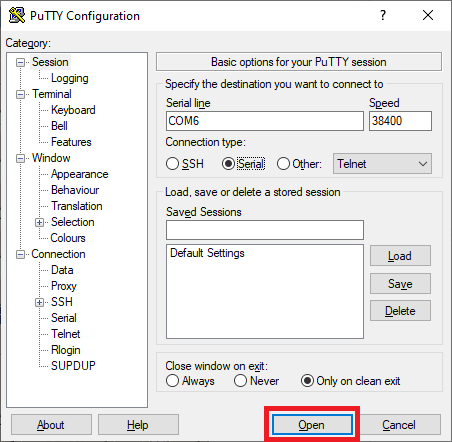 PuTTY Configuration ?
Category:
Session
Logging
Terminal
Keyboard
Bell
Features
Window
Appearance
Behaviour
Translation
Selection
Colours
Connection
Data
Proxy
SSH
Serial
Telnet
Rlogin
SUPDUP
Basic options for your PuTTY session
Specify the destination you want to connect to
Serial line Speed
COM6 38400
Connection type:
SSH Serial Other: Telnet
Load, save or delete a stored session
Saved Sessions
Default Settings
Load
Save
Delete
Close window on exit:
Always Never Only on clean exit
About Help Open Cancel